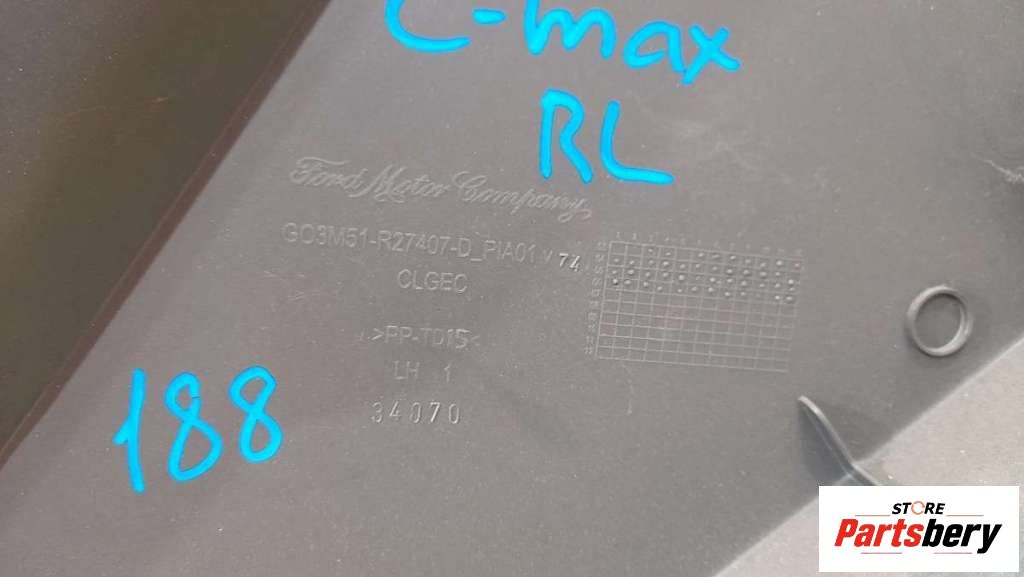 C-max
RL
Ford Motor Company
GO3M51-R27407-D_PIA01 V 74
CLGEC
>PP-TD15<
LH 1
34070
188
STORE
Partsbery